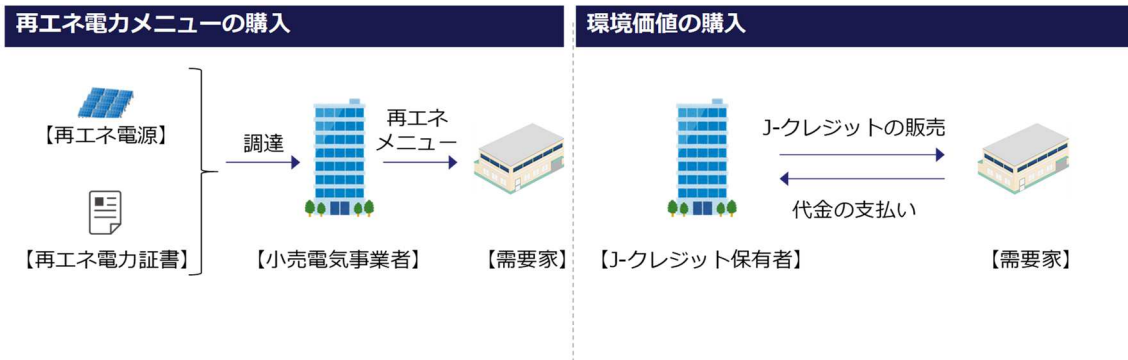 再エネ電力メニューの購入
【再エネ電源】
【再エネ電力証書】
調達
【小売電気事業者】
再エネ
メニュー
【需要家】
環境価値の購入
【J-クレジット保有者】
J-クレジットの販売
代金の支払い
【需要家】